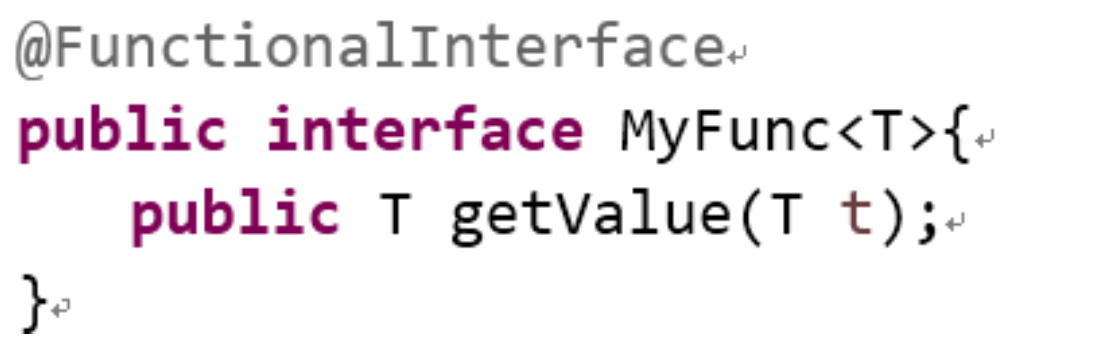 @FunctionalInterface
public interface MyFunc<T>{
public T getValue(T t);
}